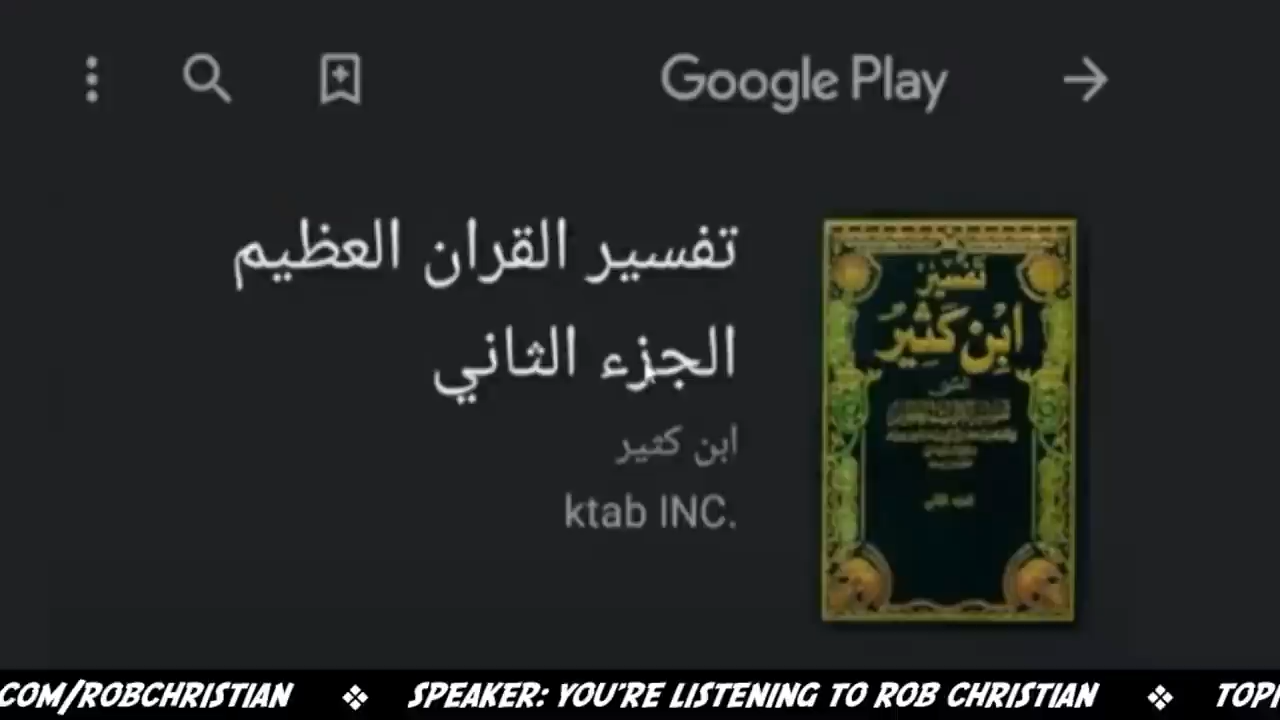 Google Play
تفسير القران العظيم
الجزء الثاني
ابن كثير
ktab INC.
تفسير
ابن كثير
COM/ROBCHRISTIAN ❖ SPEAKER: YOU'RE LISTENING TO ROB CHRISTIAN ❖